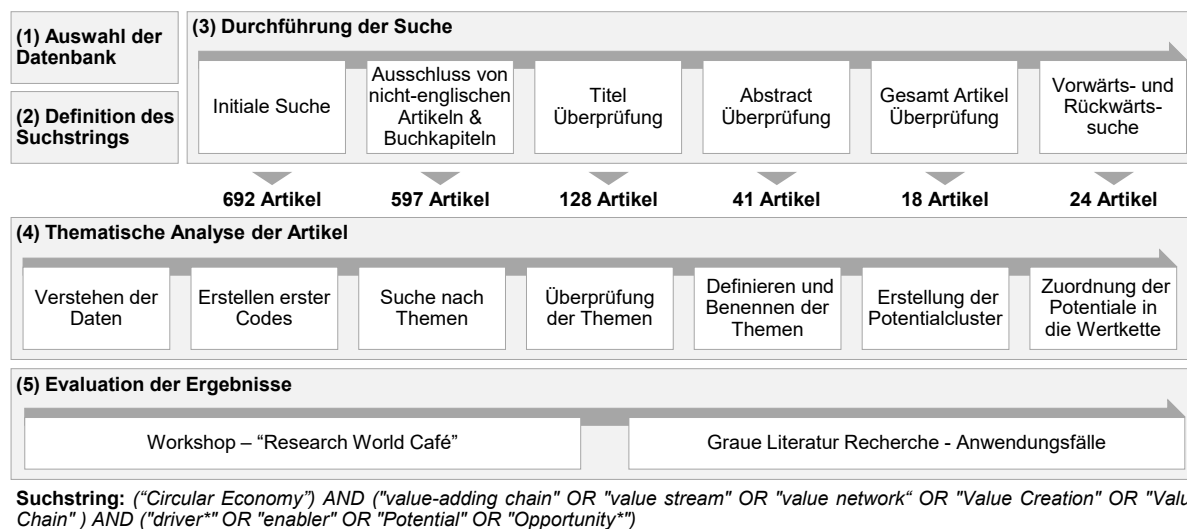 (1) Auswahl der
Datenbank
(2) Definition des
Suchstrings
(3) Durchführung der Suche
Initiale Suche
Ausschluss von
nicht-englischen
Artikeln &
Buchkapiteln
Titel
Überprüfung
Abstract
Überprüfung
Gesamt Artikel
Überprüfung
Vorwärts- und
Rückwärts-
suche
692 Artikel
597 Artikel
128 Artikel
41 Artikel
18 Artikel
24 Artikel
(4) Thematische Analyse der Artikel
Verstehen der
Daten
Erstellen erster
Codes
Suche nach
Themen
Überprüfung
der Themen
Definieren und
Benennen der
Themen
Erstellung der
Potentialcluster
Zuordnung der
Potentiale in
die Wertkette
(5) Evaluation der Ergebnisse
Workshop – “Research World Café”
Graue Literatur Recherche - Anwendungsfälle
Suchstring: (“Circular Economy”) AND ("value-adding chain" OR "value stream" OR "value network“ OR "Value Creation" OR "Valu
Chain" ) AND ("driver*" OR "enabler" OR "Potential" OR "Opportunity*")